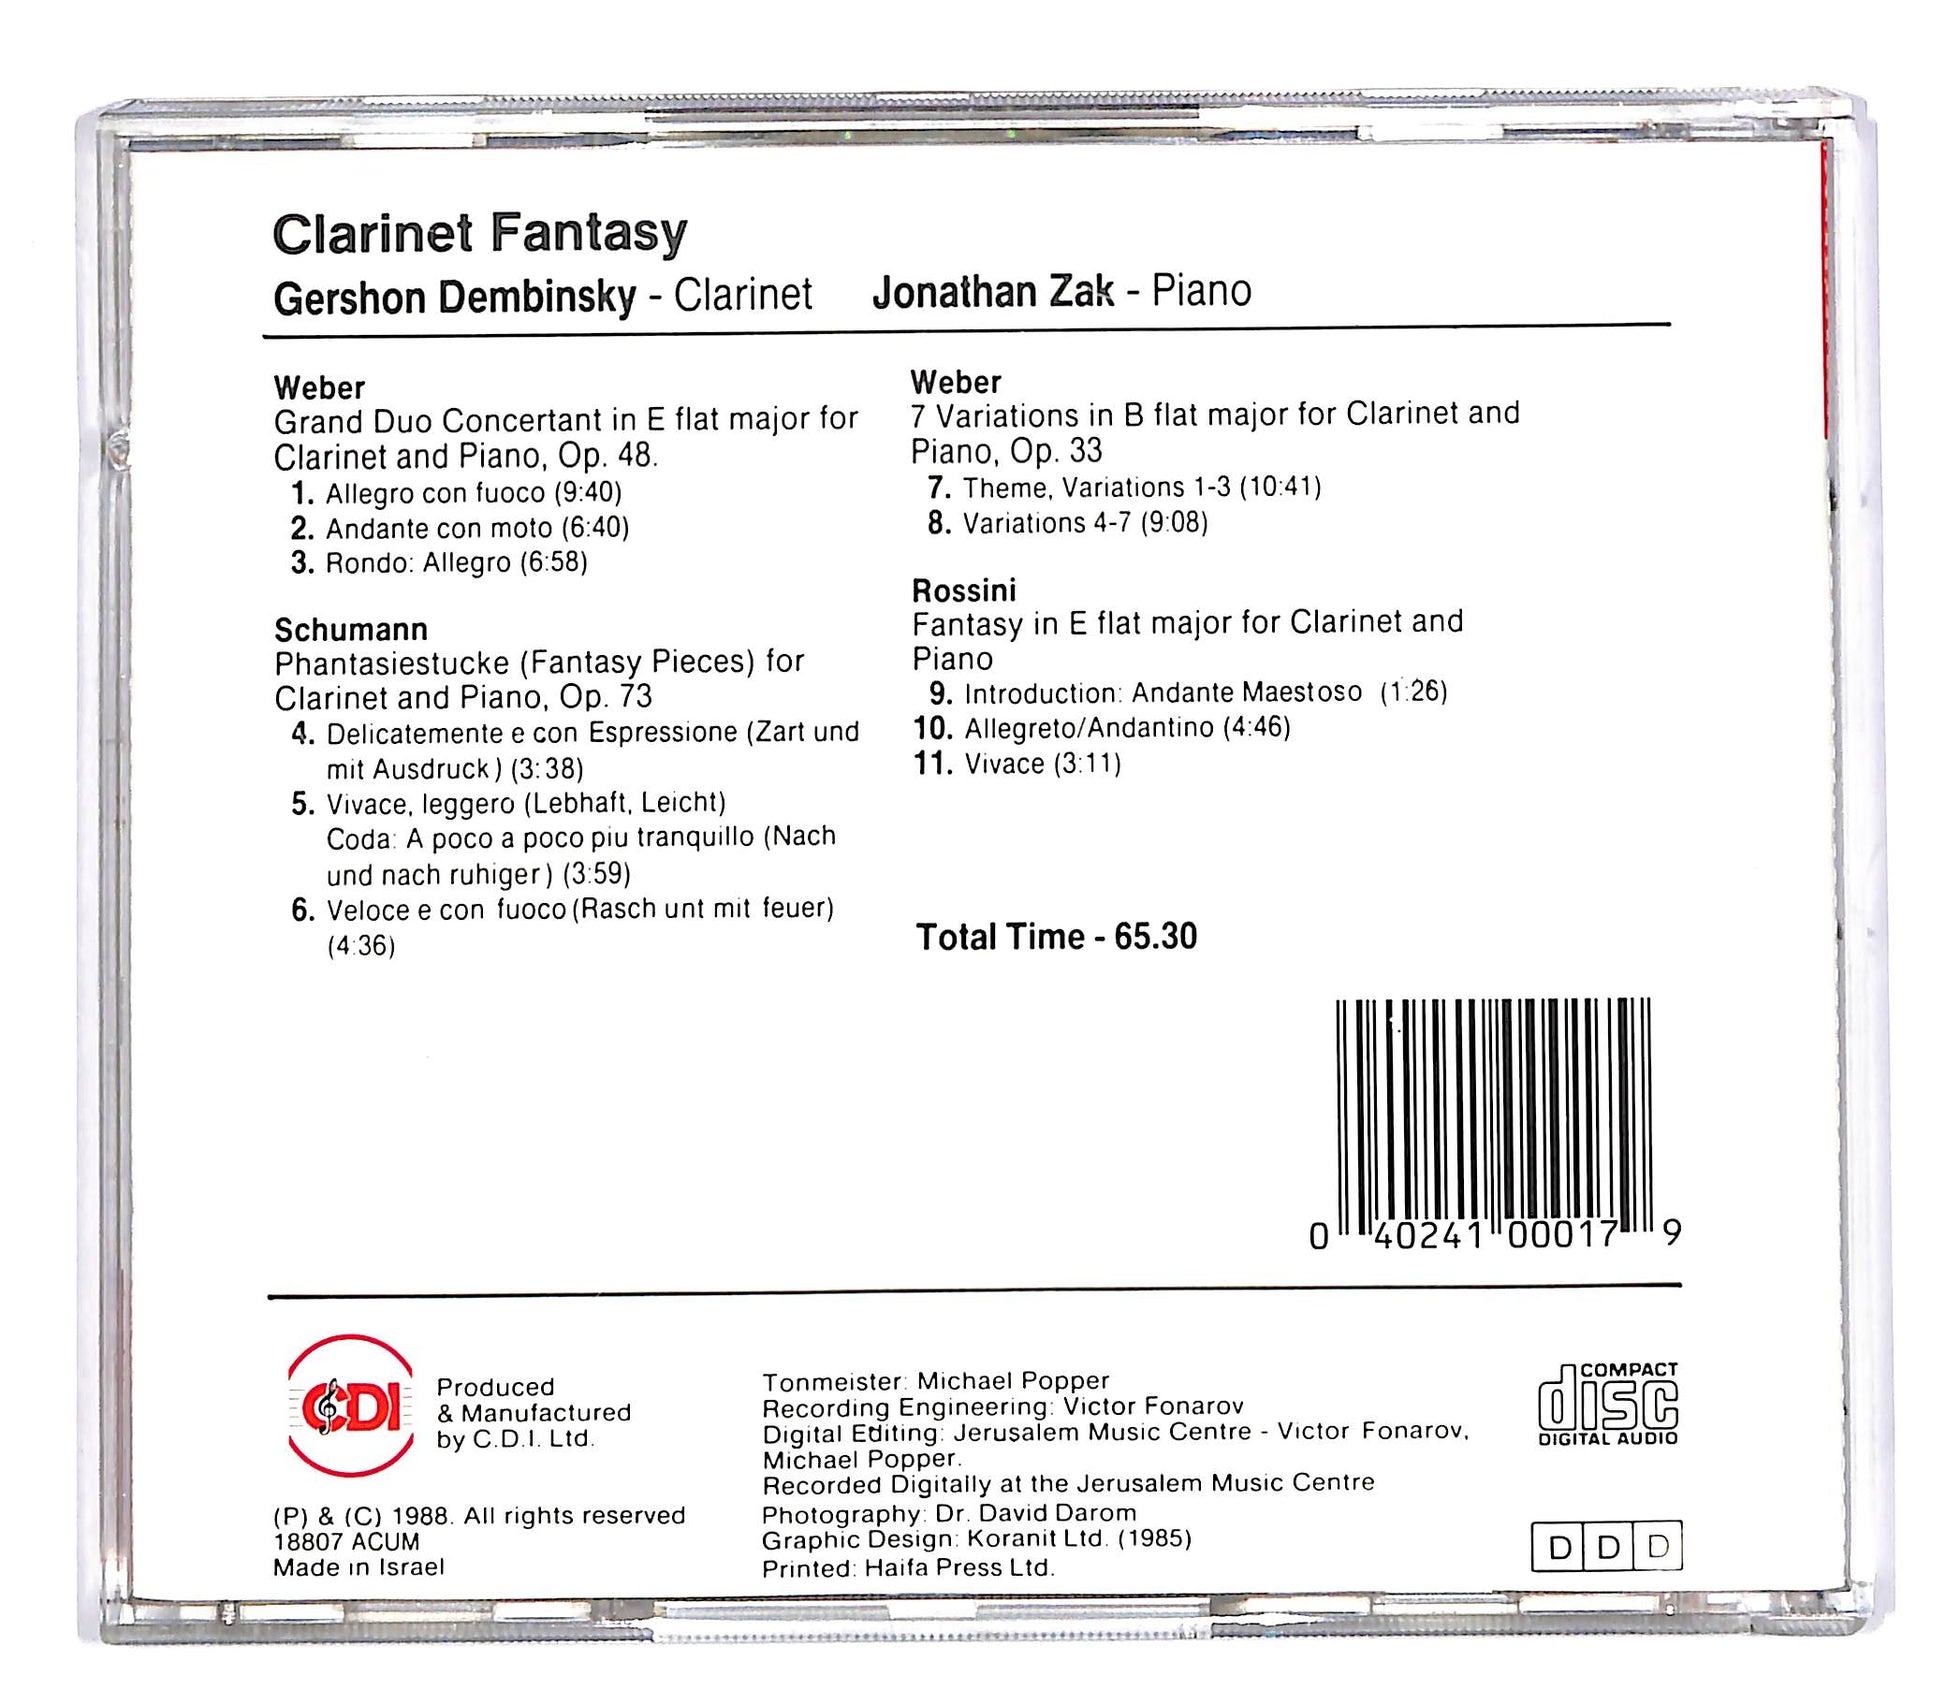 Clarinet Fantasy
Gershon Dembinsky - Clarinet Jonathan Zak - Piano
Weber
Grand Duo Concertant in E flat major for
Clarinet and Piano, Op. 48.
1. Allegro con fuoco (9:40)
2. Andante con moto (6:40)
3. Rondo: Allegro (6:58)
Schumann
Phantasiestucke (Fantasy Pieces) for
Clarinet and Piano, Op. 73
4. Delicatemente e con Espressione (Zart und
mit Ausdruck) (3:38)
5. Vivace, leggero (Lebhaft, Leicht)
Coda: A poco a poco piu tranquillo (Nach
und nach ruhiger) (3:59)
6. Veloce e con fuoco (Rasch unt mit feuer)
(4:36)
Weber
7 Variations in B flat major for Clarinet and
Piano, Op. 33
7. Theme, Variations 1-3 (10:41)
8. Variations 4-7 (9:08)
Rossini
Fantasy in E flat major for Clarinet and
Piano
9. Introduction: Andante Maestoso (1:26)
10. Allegreto/Andantino (4:46)
11. Vivace (3:11)
Total Time - 65.30
0 40241 00017 9
CDI
Produced
& Manufactured
by C.D.I. Ltd.
(P) & (C) 1988. All rights reserved
18807 ACUM
Made in Israel
Tonmeister: Michael Popper
Recording Engineering: Victor Fonarov
Digital Editing: Jerusalem Music Centre - Victor Fonarov,
Michael Popper.
Recorded Digitally at the Jerusalem Music Centre
Photography: Dr. David Darom
Graphic Design: Koranit Ltd. (1985)
Printed: Haifa Press Ltd.
COMPACT
disc
DIGITAL AUDIO
D D D